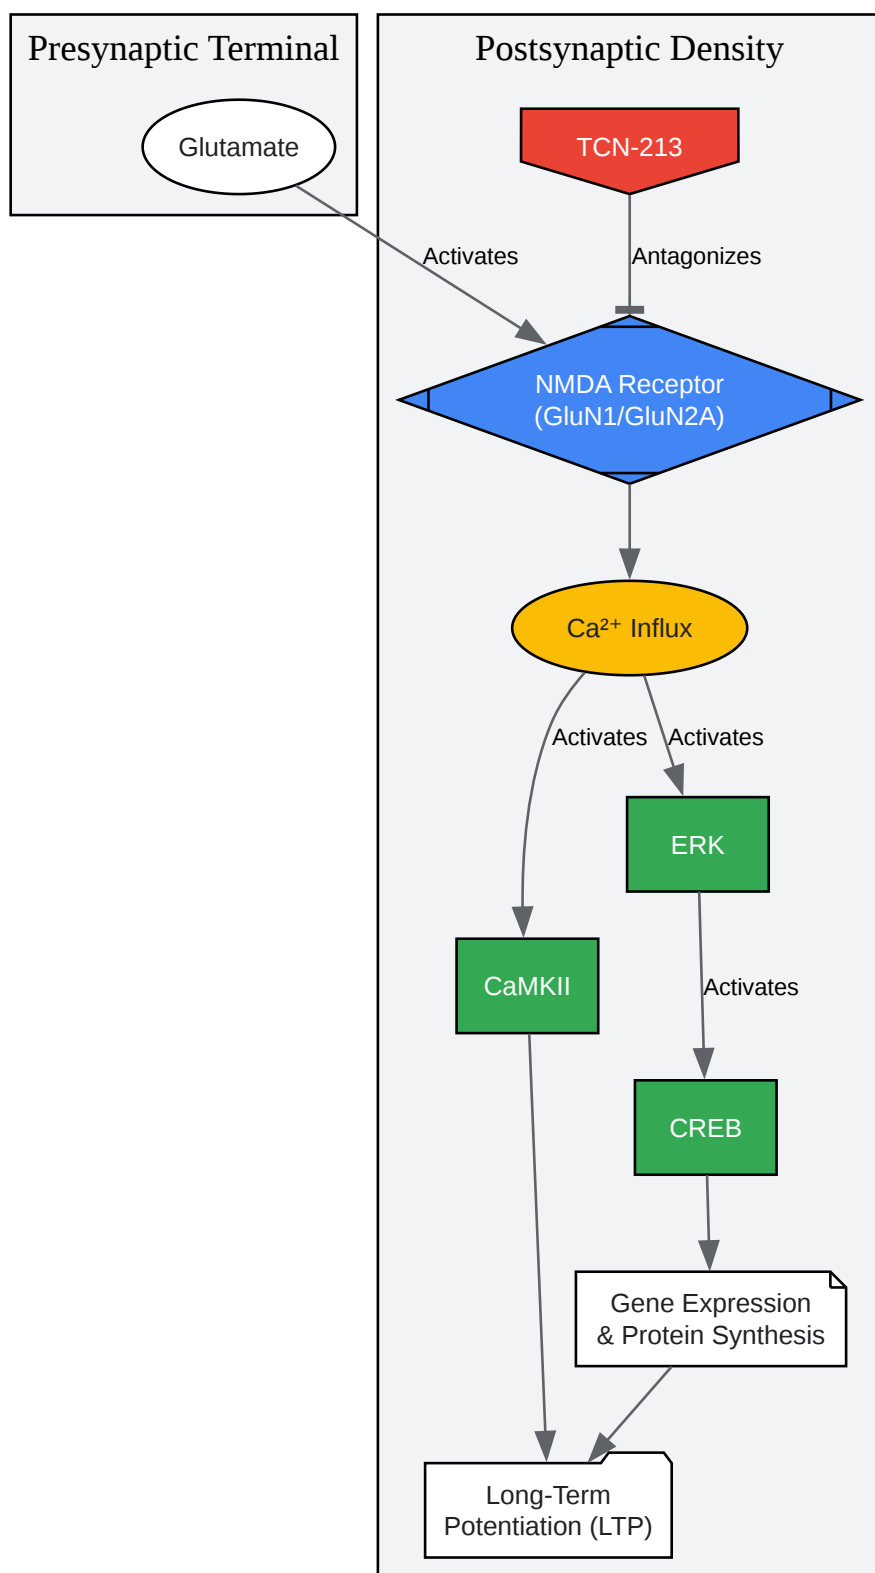 Presynaptic Terminal
Postsynaptic Density
Glutamate
TCN-213
Activates
Antagonizes
NMDA Receptor
(GluN1/GluN2A)
Ca²⁺ Influx
Activates
Activates
ERK
CaMKII
Activates
CREB
Gene Expression
& Protein Synthesis
Long-Term
Potentiation (LTP)